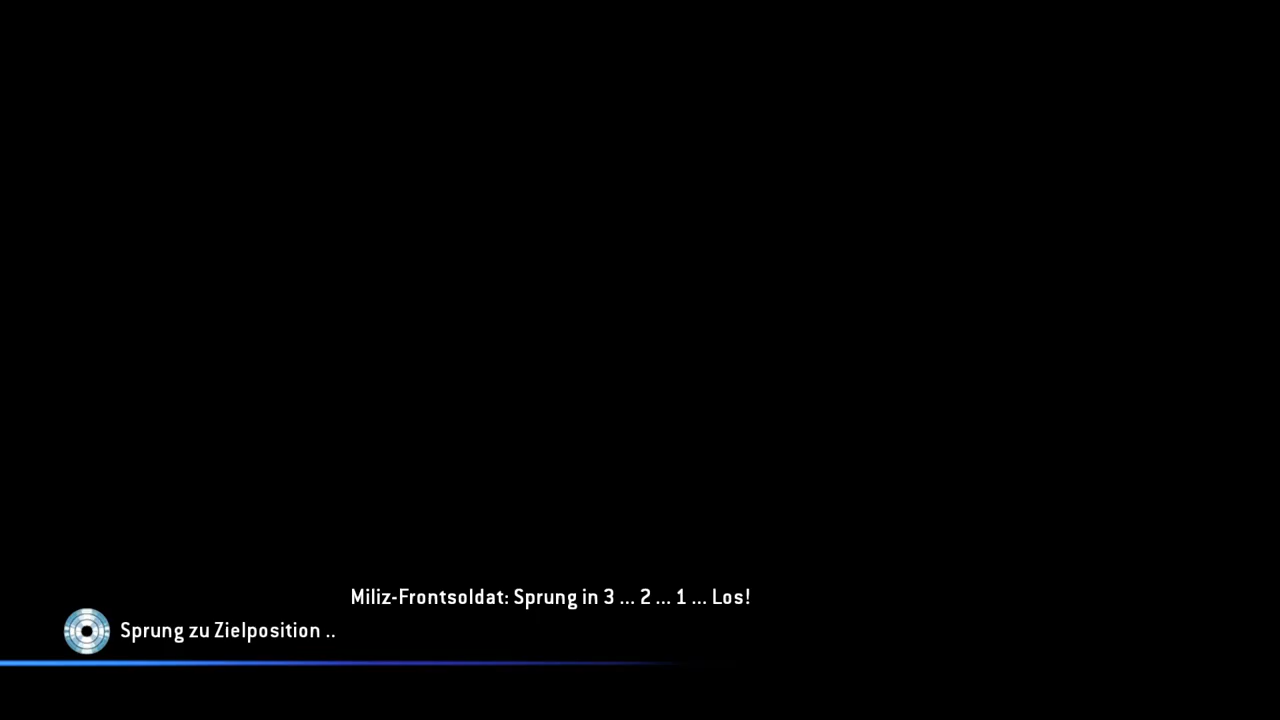 Miliz-Frontsoldat: Sprung in 3 ... 2 ... 1 ... Los!
Sprung zu Zielposition ..